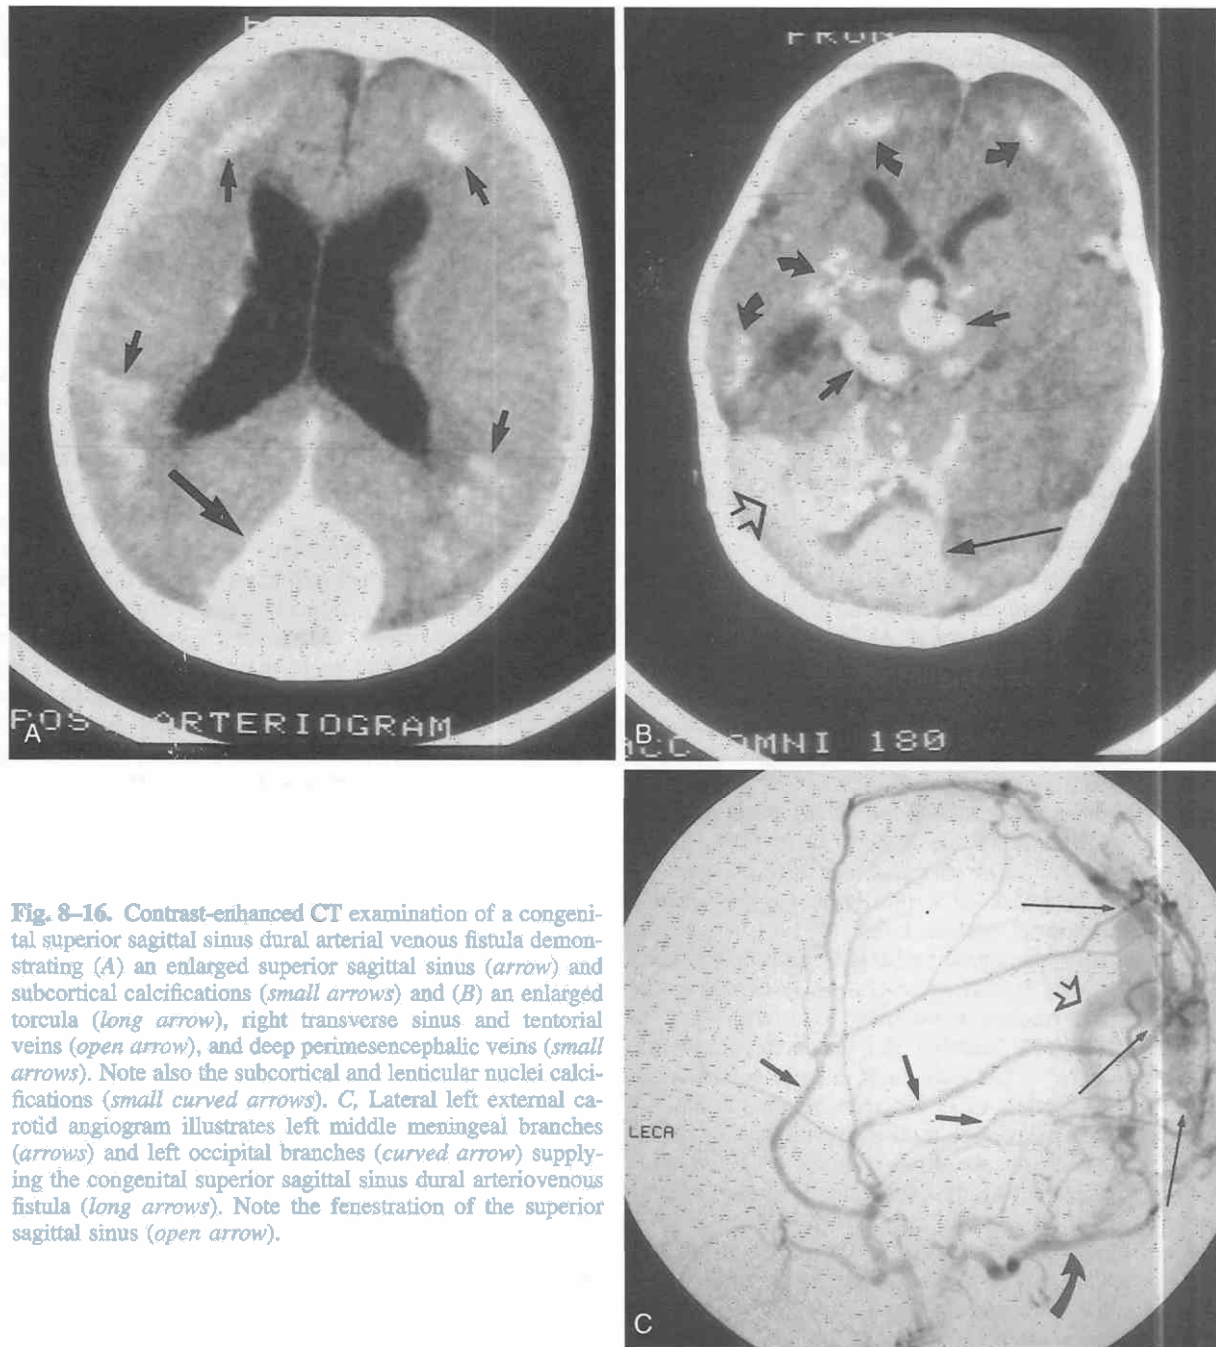 POS ARTERIOGRAM
A
PRON
OMNI 180
B
LECA
C
Fig. 8–16. Contrast-enhanced CT examination of a congeni-
tal superior sagittal sinus dural arterial venous fistula demon-
strating (A) an enlarged superior sagittal sinus (arrow) and
subcortical calcifications (small arrows) and (B) an enlarged
torcula (long arrow), right transverse sinus and tentorial
veins (open arrow), and deep perimesencephalic veins (small
arrows). Note also the subcortical and lenticular nuclei calci-
fications (small curved arrows). C, Lateral left external ca-
rotid angiogram illustrates left middle meningeal branches
(arrows) and left occipital branches (curved arrow) supply-
ing the congenital superior sagittal sinus dural arteriovenous
fistula (long arrows). Note the fenestration of the superior
sagittal sinus (open arrow).